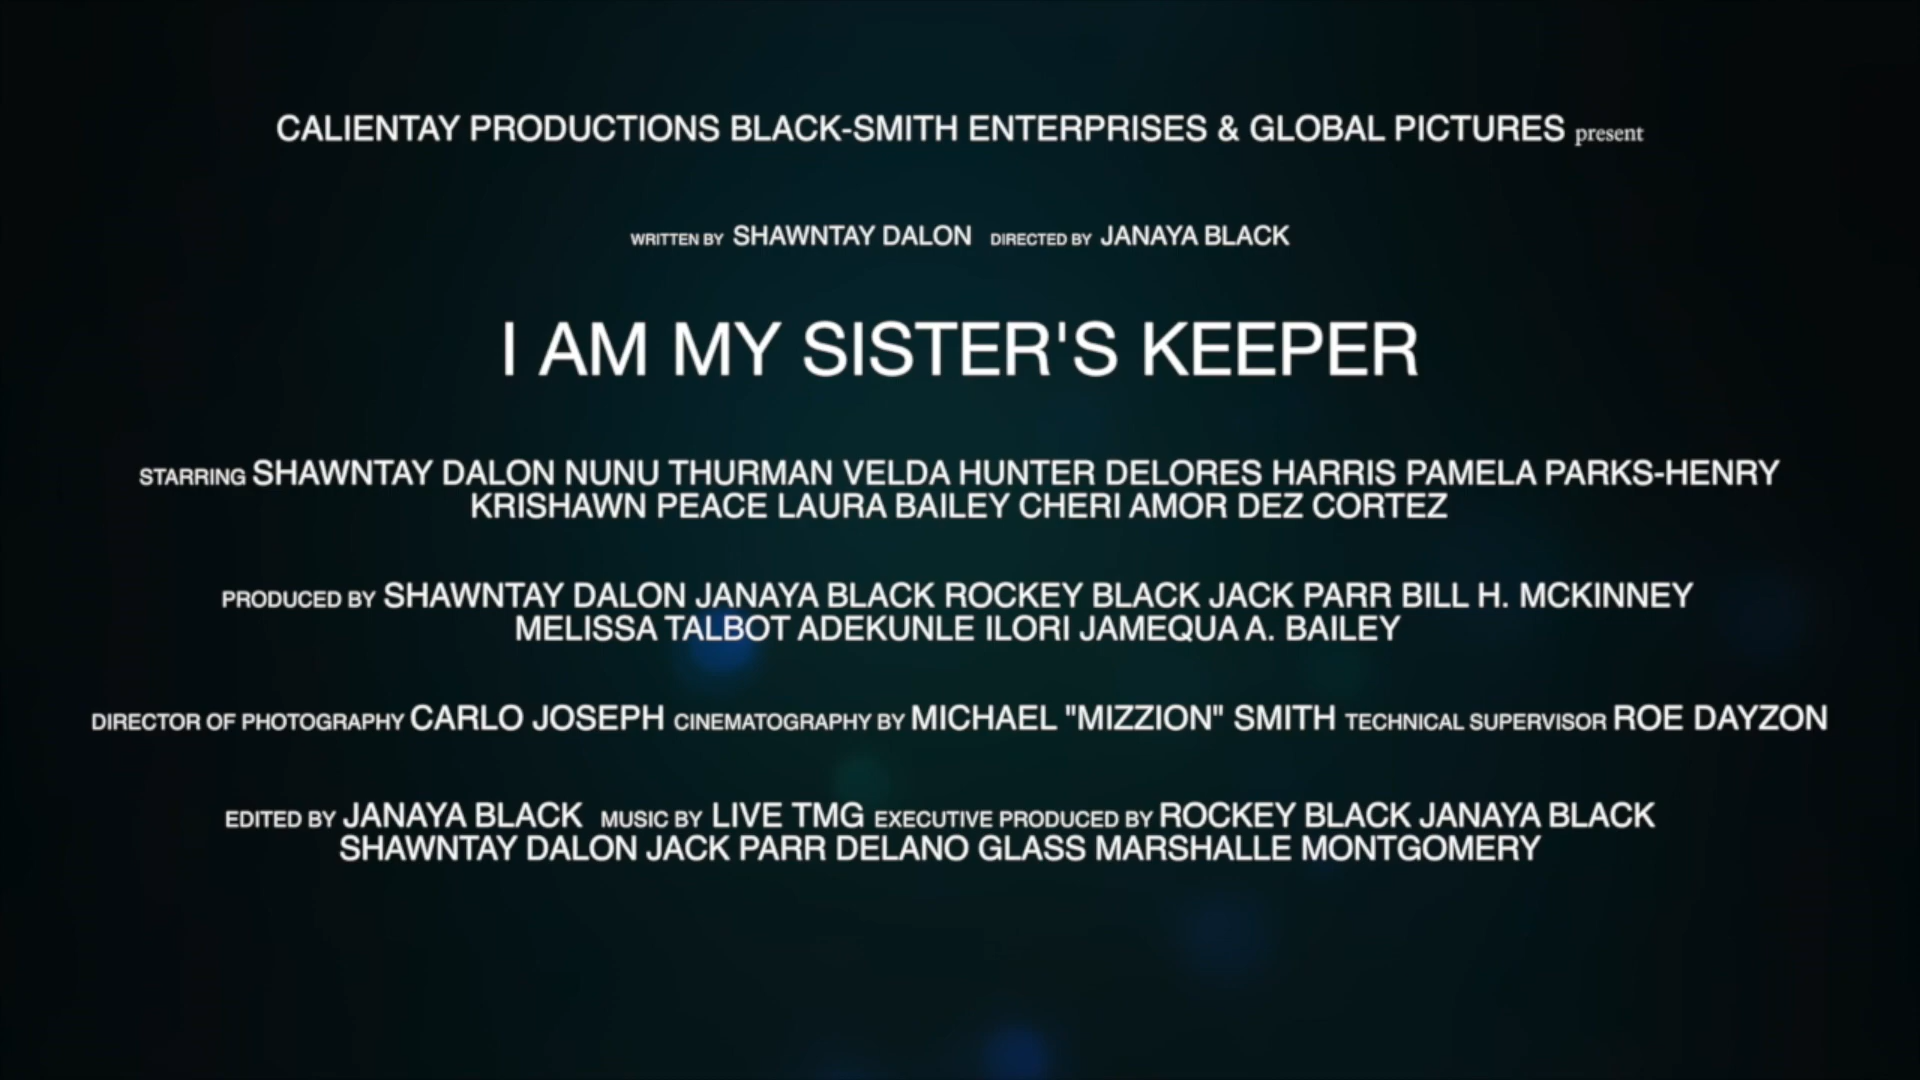 CALIENTAY PRODUCTIONS BLACK-SMITH ENTERPRISES & GLOBAL PICTURES present
WRITTEN BY SHAWNTAY DALON DIRECTED BY JANAYA BLACK
I AM MY SISTER'S KEEPER
STARRING SHAWNTAY DALON NUNU THURMAN VELDA HUNTER DELORES HARRIS PAMELA PARKS-HENRY
KRISHAWN PEACE LAURA BAILEY CHERI AMOR DEZ CORTEZ
PRODUCED BY SHAWNTAY DALON JANAYA BLACK ROCKEY BLACK JACK PARR BILL H. MCKINNEY
MELISSA TALBOT ADEKUNLE ILORI JAMEQUA A. BAILEY
DIRECTOR OF PHOTOGRAPHY CARLO JOSEPH CINEMATOGRAPHY BY MICHAEL "MIZZION" SMITH TECHNICAL SUPERVISOR ROE DAYZON
EDITED BY JANAYA BLACK MUSIC BY LIVE TMG EXECUTIVE PRODUCED BY ROCKEY BLACK JANAYA BLACK
SHAWNTAY DALON JACK PARR DELANO GLASS MARSHALLE MONTGOMERY